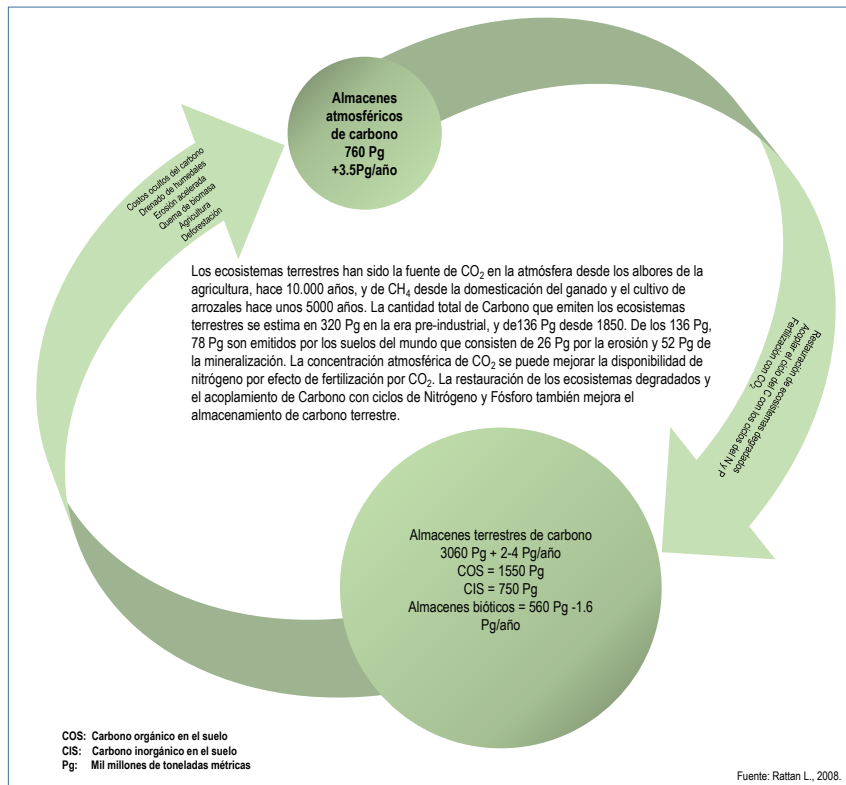 Almacenes
atmosféricos
de carbono
760 Pg
+3.5Pg/año
Costos ocultos del carbono
Drenado de humedales
Erosión acelerada
Quema de biomasa
Agricultura
Deforestación
Los ecosistemas terrestres han sido la fuente de CO₂ en la atmósfera desde los albores de la
agricultura, hace 10.000 años, y de CH₄ desde la domesticación del ganado y el cultivo de
arrozales hace unos 5000 años. La cantidad total de Carbono que emiten los ecosistemas
terrestres se estima en 320 Pg en la era pre-industrial, y de136 Pg desde 1850. De los 136 Pg,
78 Pg son emitidos por los suelos del mundo que consisten de 26 Pg por la erosión y 52 Pg de
la mineralización. La concentración atmosférica de CO₂ se puede mejorar la disponibilidad de
nitrógeno por efecto de fertilización por CO₂. La restauración de los ecosistemas degradados y
el acoplamiento de Carbono con ciclos de Nitrógeno y Fósforo también mejora el
almacenamiento de carbono terrestre.
Restauración de ecosistemas degradados
Acoplar el ciclo del C con los ciclos del N y P
Fertilización con CO₂
Almacenes terrestres de carbono
3060 Pg + 2-4 Pg/año
COS = 1550 Pg
CIS = 750 Pg
Almacenes bióticos = 560 Pg -1.6
Pg/año
COS: Carbono orgánico en el suelo
CIS: Carbono inorgánico en el suelo
Pg: Mil millones de toneladas métricas
Fuente: Rattan L., 2008.